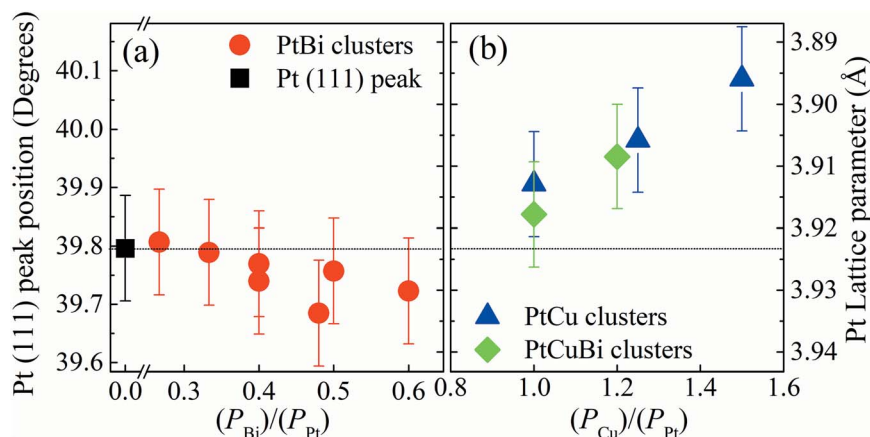 (a)
PtBi clusters
Pt (111) peak
Pt (111) peak position (Degrees)
40.1
40.0
39.9
39.8
39.7
39.6
0.0 0.3 0.4 0.5 0.6
(P_Bi)/(P_Pt)
(b)
PtCu clusters
PtCuBi clusters
0.8 1.0 1.2 1.4 1.6
(P_Cu)/(P_Pt)
3.89
3.90
3.91
3.92
3.93
3.94
Pt Lattice parameter (Å)